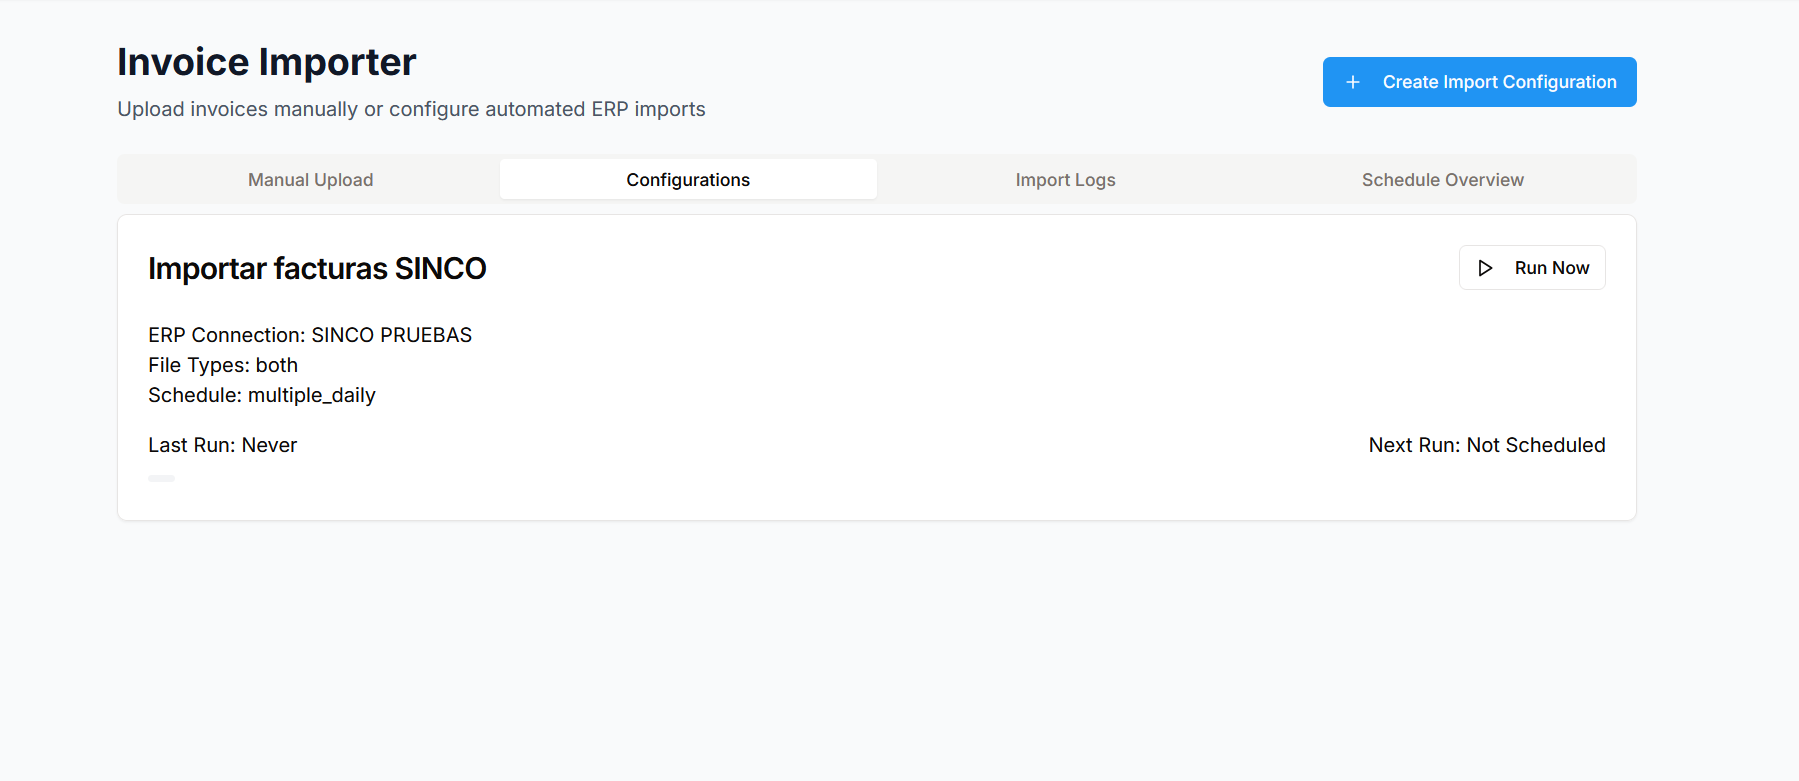 Invoice Importer
Upload invoices manually or configure automated ERP imports
Create Import Configuration
Manual Upload
Configurations
Import Logs
Schedule Overview
Importar facturas SINCO
Run Now
ERP Connection: SINCO PRUEBAS
File Types: both
Schedule: multiple_daily
Last Run: Never
Next Run: Not Scheduled